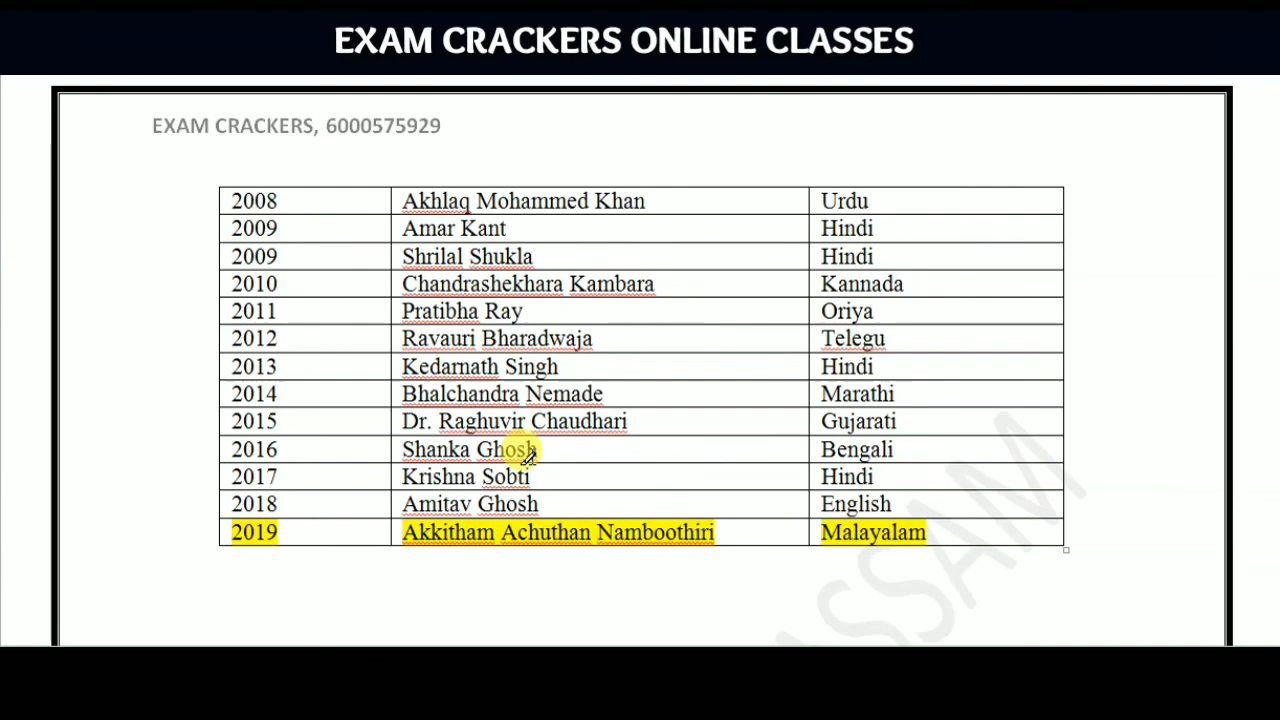 EXAM CRACKERS ONLINE CLASSES
EXAM CRACKERS, 6000575929
2008 Akhlaq Mohammed Khan Urdu
2009 Amar Kant Hindi
2009 Shrilal Shukla Hindi
2010 Chandrashekhara Kambara Kannada
2011 Pratibha Ray Oriya
2012 Ravauri Bharadwaja Telegu
2013 Kedarnath Singh Hindi
2014 Bhalchandra Nemade Marathi
2015 Dr. Raghuvir Chaudhari Gujarati
2016 Shanka Ghosh Bengali
2017 Krishna Sobti Hindi
2018 Amitav Ghosh English
2019 Akkitham Achuthan Namboothiri Malayalam
ASSAM